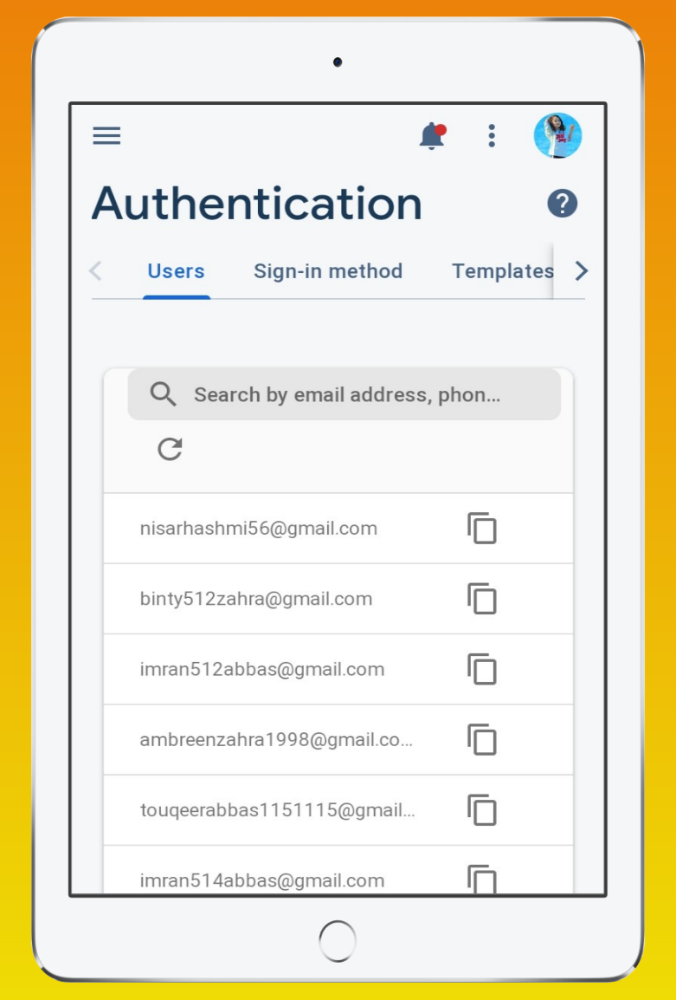 Authentication
Users Sign-in method Templates
Search by email address, phon...
nisarhashmi56@gmail.com
binty512zahra@gmail.com
imran512abbas@gmail.com
ambreenzahra1998@gmail.co...
touqeerabbas1151115@gmail...
imran514abbas@gmail.com